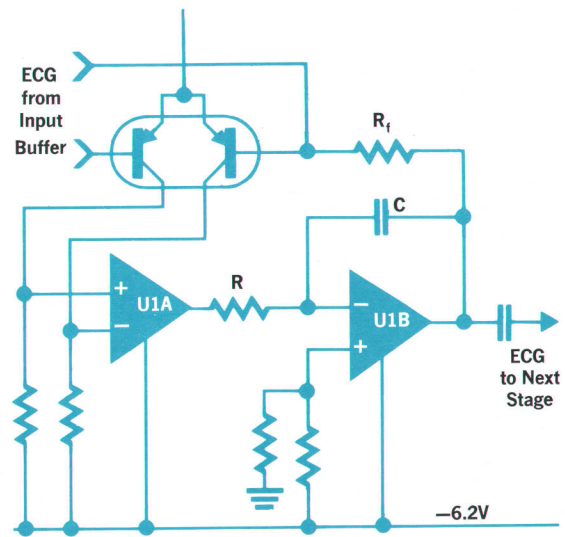 ECG
from
Input
Buffer
Rf
C
R
+
−
U1A
−
+
U1B
ECG
to Next
Stage
—6.2V